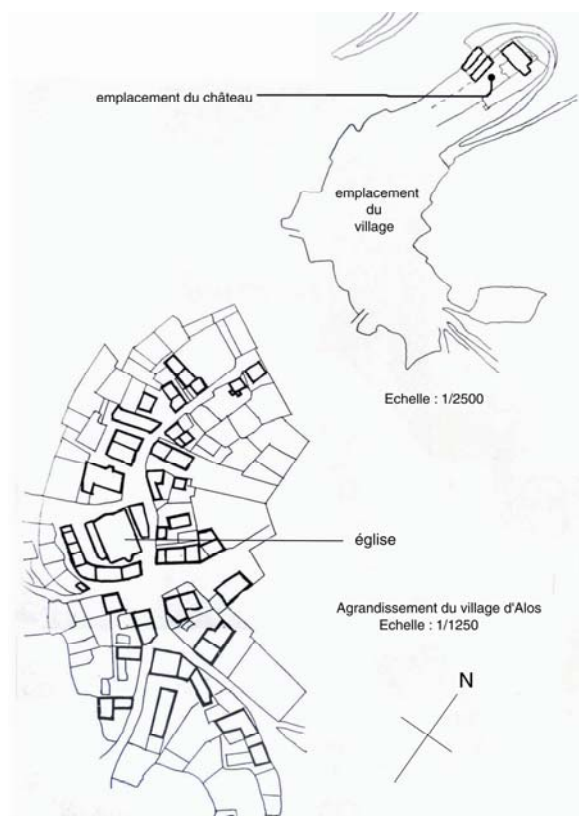 emplacement du château
emplacement
du
village
Echelle : 1/2500
église
Agrandissement du village d'Alos
Echelle : 1/1250
N